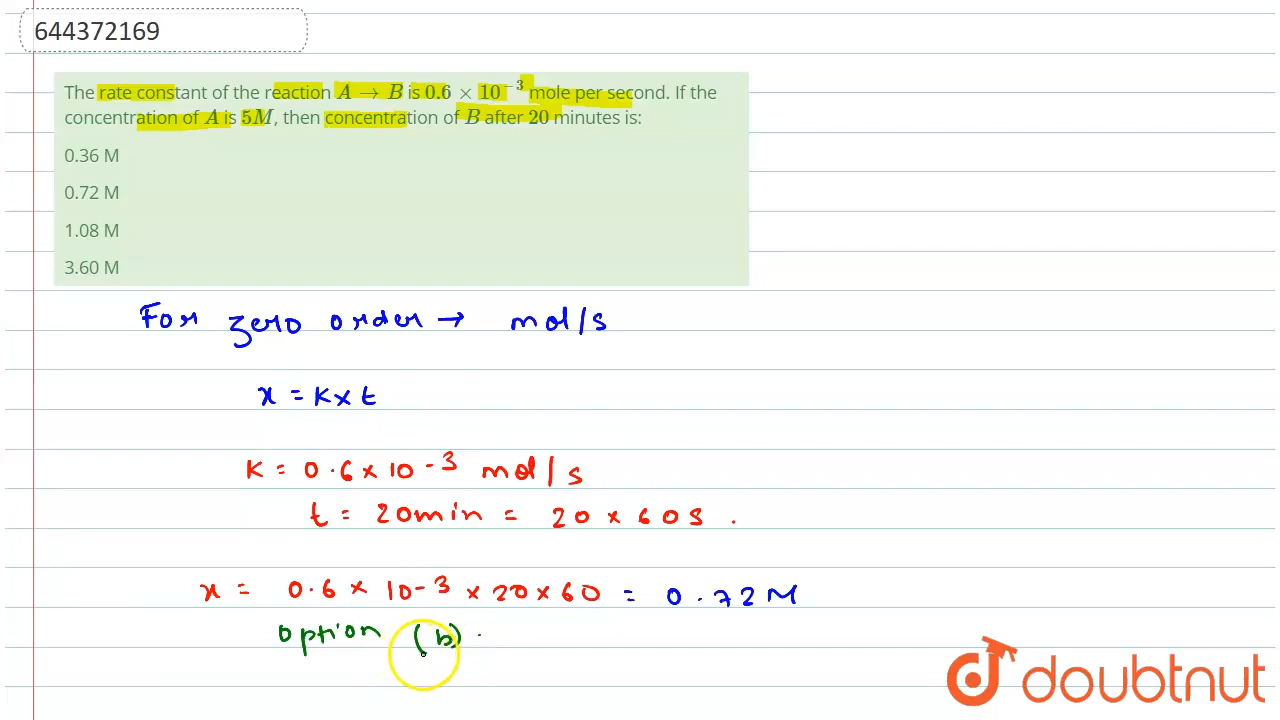 644372169
The rate constant of the reaction A → B is 0.6 × 10⁻³ mole per second. If the
concentration of A is 5M, then concentration of B after 20 minutes is:
0.36 M
0.72 M
1.08 M
3.60 M
For zero order → mol/s
x = K× t
K = 0.6 × 10-3 mol/s
t = 20min = 20 × 60s .
x = 0.6 × 10-3 × 20 × 60 = 0.72M
option (b) .
doubtnut